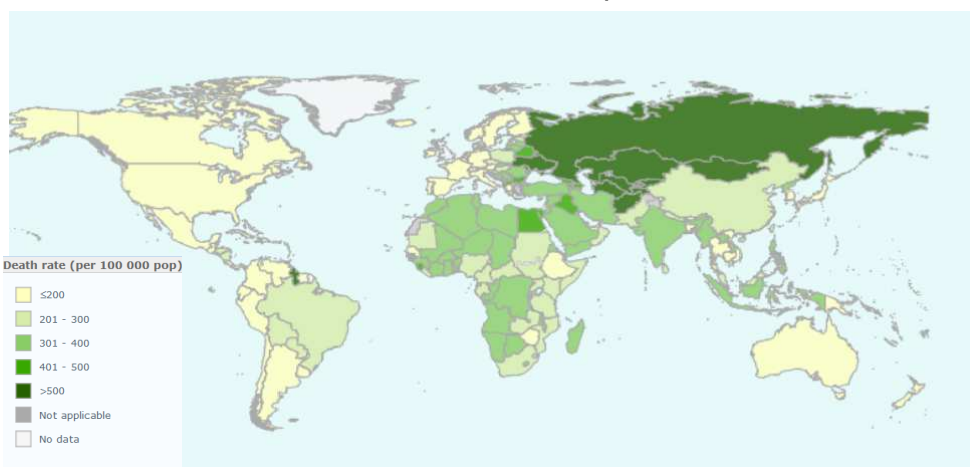 Death rate (per 100 000 pop)
≤200
201 - 300
301 - 400
401 - 500
>500
Not applicable
No data